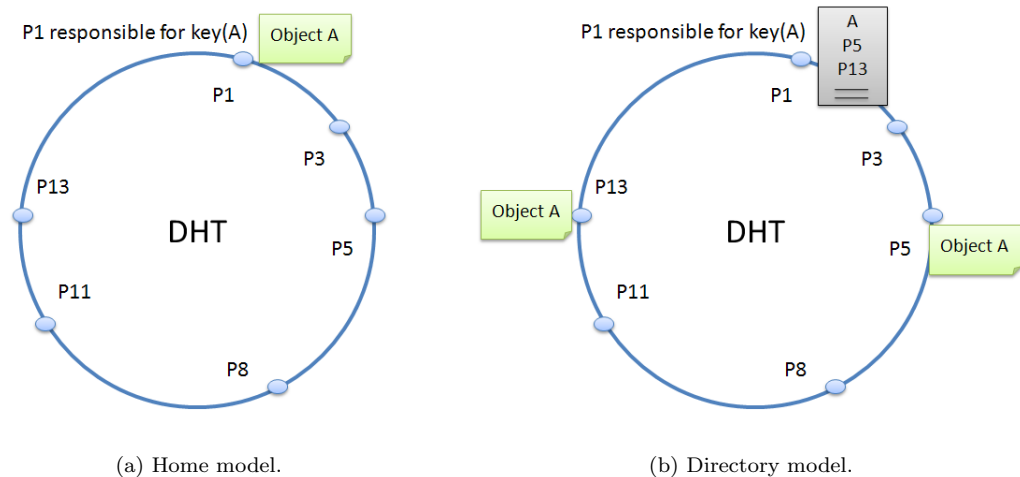 P1 responsible for key(A)
Object A
P1
P3
P13
DHT
P5
P11
P8
(a) Home model.
P1 responsible for key(A)
A
P5
P13
P1
P3
P13
Object A
DHT
P5
Object A
P11
P8
(b) Directory model.